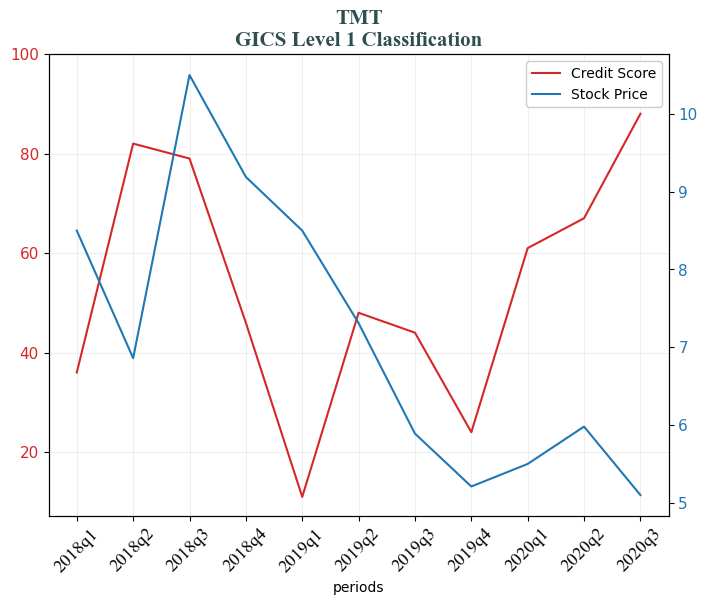 TMT
GICS Level 1 Classification
Credit Score
Stock Price
100
80
60
40
20
10
9
8
7
6
5
2018q1
2018q2
2018q3
2018q4
2019q1
2019q2
2019q3
2019q4
2020q1
2020q2
2020q3
periods